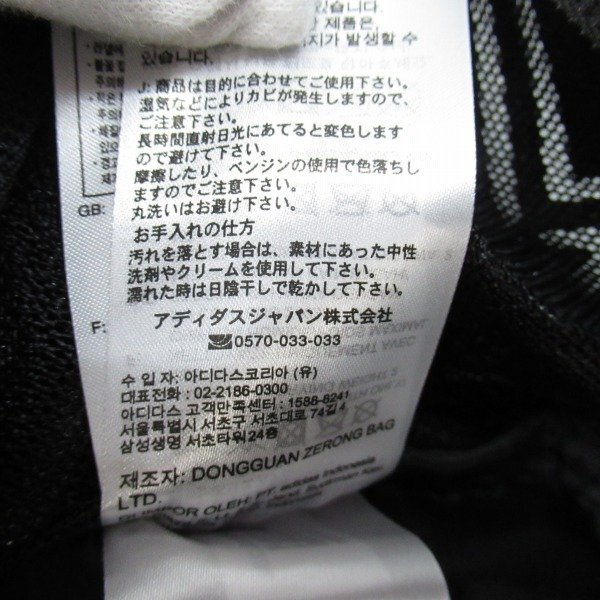 있습니다.
제품은,
지가 발생할 수
있습니다.
J: 商品は目的に合わせてご使用下さい。
湿気などによりカビが発生しますので、
ご注意下さい。
長時間直射日光にあてると変色します
ので避けて下さい。
摩擦したり、ベンジンの使用で色落ちし
ますのでご注意下さい。
丸洗いはお避け下さい。
GB:
お手入れの仕方
汚れを落とす場合は、素材にあった中性
洗剤やクリームを使用して下さい。
濡れた時は日陰干しで乾かして下さい。
F:
アディダスジャパン株式会社
0570-033-033
수 입 자: 아디다스코리아 (유)
대표전화 : 02-2186-0300
아디다스 고객만족센터 : 1588-8241
서울특별시 서초구 서초대로 74길 4
삼성생명 서초타워 24층
제조자: DONGGUAN ZERONG BAG
LTD.
DIIMPOR OLEH: PT. adidas Indonesia